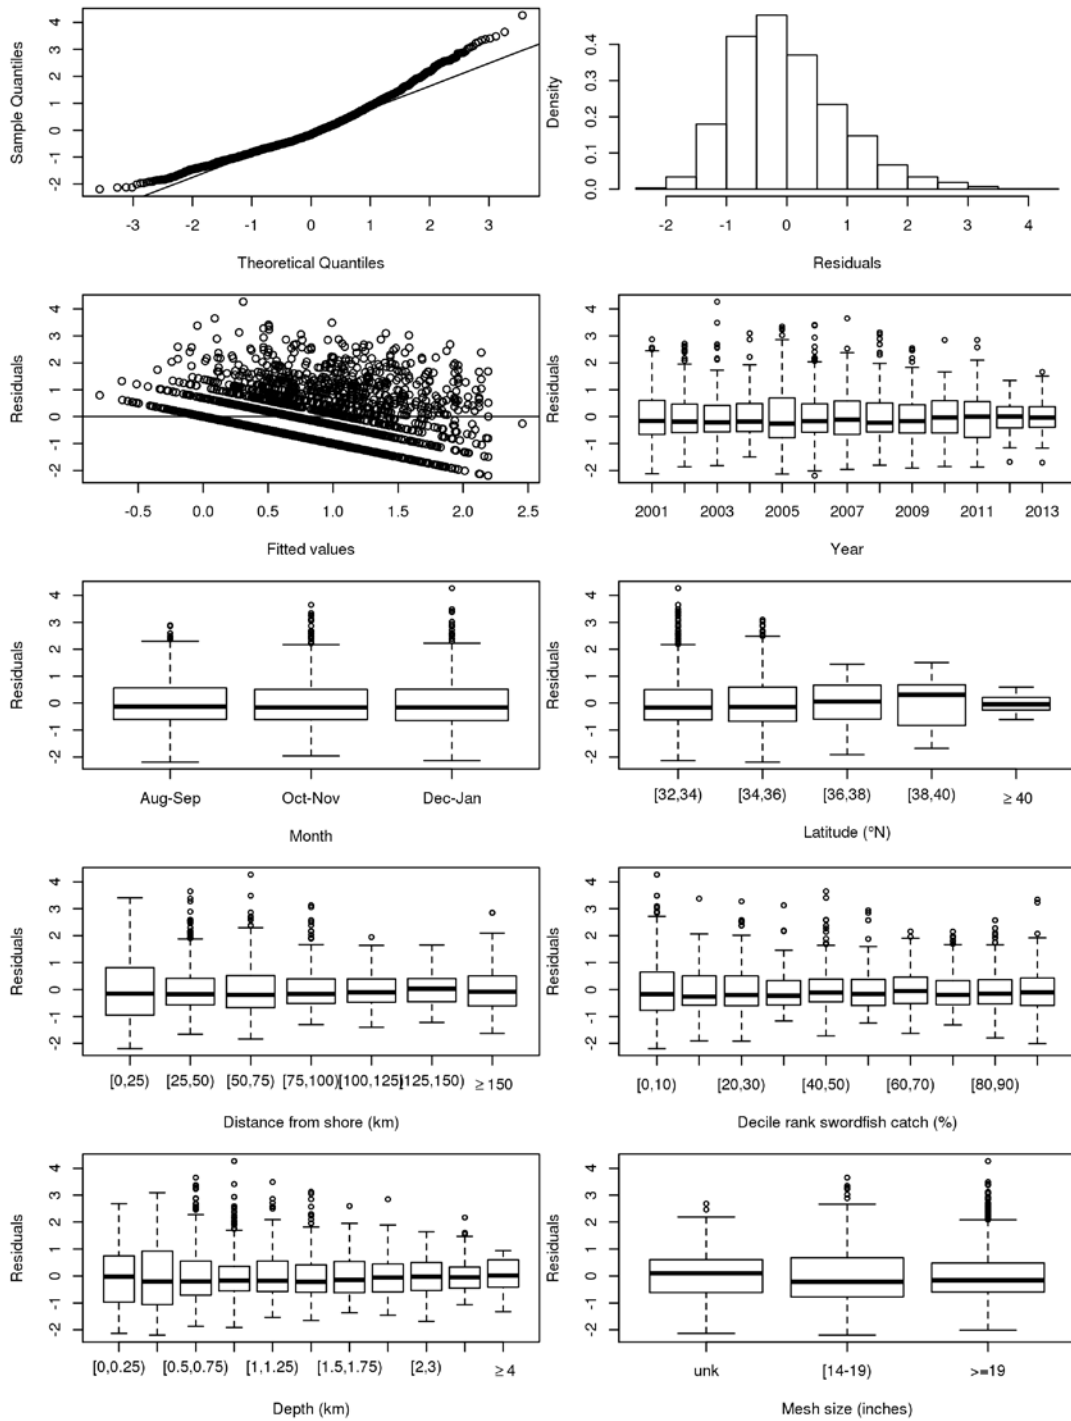 Sample Quantiles
4
3
2
1
0
-1
-2
-3 -2 -1 0 1 2 3
Theoretical Quantiles
Density
0.4
0.3
0.2
0.1
0.0
-2 -1 0 1 2 3 4
Residuals
Residuals
4
3
2
1
0
-1
-2
-0.5 0.0 0.5 1.0 1.5 2.0 2.5
Fitted values
Residuals
4
3
2
1
0
-1
-2
2001 2003 2005 2007 2009 2011 2013
Year
Residuals
4
3
2
1
0
-1
-2
Aug-Sep Oct-Nov Dec-Jan
Month
Residuals
4
3
2
1
0
-1
-2
[32,34) [34,36) [36,38) [38,40) ≥ 40
Latitude (°N)
Residuals
4
3
2
1
0
-1
-2
[0,25) [25,50) [50,75) [75,100) [100,125) [125,150) ≥ 150
Distance from shore (km)
Residuals
4
3
2
1
0
-1
-2
[0,10) [20,30) [40,50) [60,70) [80,90)
Decile rank swordfish catch (%)
Residuals
4
3
2
1
0
-1
-2
[0,0.25) [0.5,0.75) [1,1.25) [1.5,1.75) [2,3) ≥ 4
Depth (km)
Residuals
4
3
2
1
0
-1
-2
unk [14-19) >=19
Mesh size (inches)